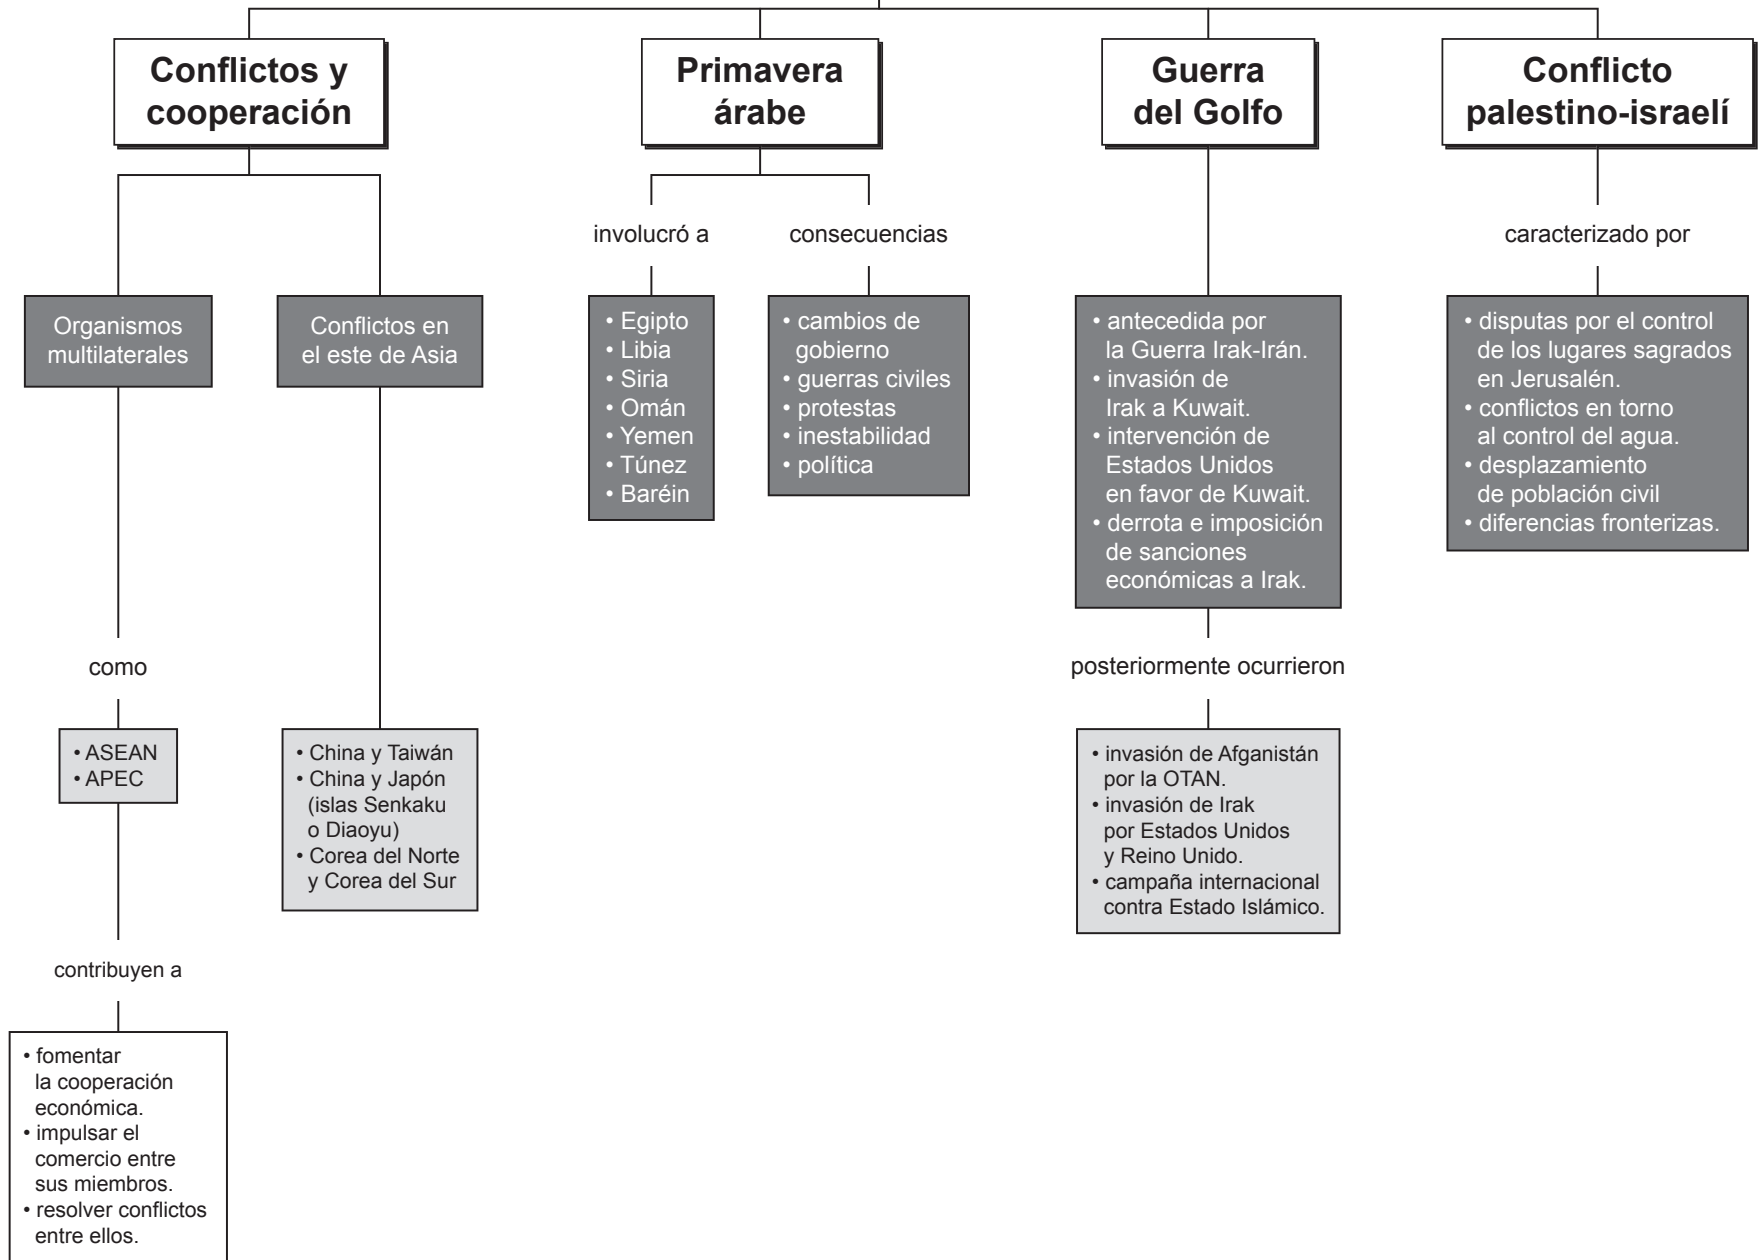 Conflictos y
cooperación
Organismos
multilaterales
como
• ASEAN
• APEC
contribuyen a
• fomentar
la cooperación
económica.
• impulsar el
comercio entre
sus miembros.
• resolver conflictos
entre ellos.
Conflictos en
el este de Asia
• China y Taiwán
• China y Japón
(islas Senkaku
o Diaoyu)
• Corea del Norte
y Corea del Sur
Primavera
árabe
involucró a
• Egipto
• Libia
• Siria
• Omán
• Yemen
• Túnez
• Baréin
consecuencias
• cambios de
gobierno
• guerras civiles
• protestas
• inestabilidad
• política
Guerra
del Golfo
• antecedida por
la Guerra Irak-Irán.
• invasión de
Irak a Kuwait.
• intervención de
Estados Unidos
en favor de Kuwait.
• derrota e imposición
de sanciones
económicas a Irak.
posteriormente ocurrieron
• invasión de Afganistán
por la OTAN.
• invasión de Irak
por Estados Unidos
y Reino Unido.
• campaña internacional
contra Estado Islámico.
Conflicto
palestino-israelí
caracterizado por
• disputas por el control
de los lugares sagrados
en Jerusalén.
• conflictos en torno
al control del agua.
• desplazamiento
de población civil
• diferencias fronterizas.